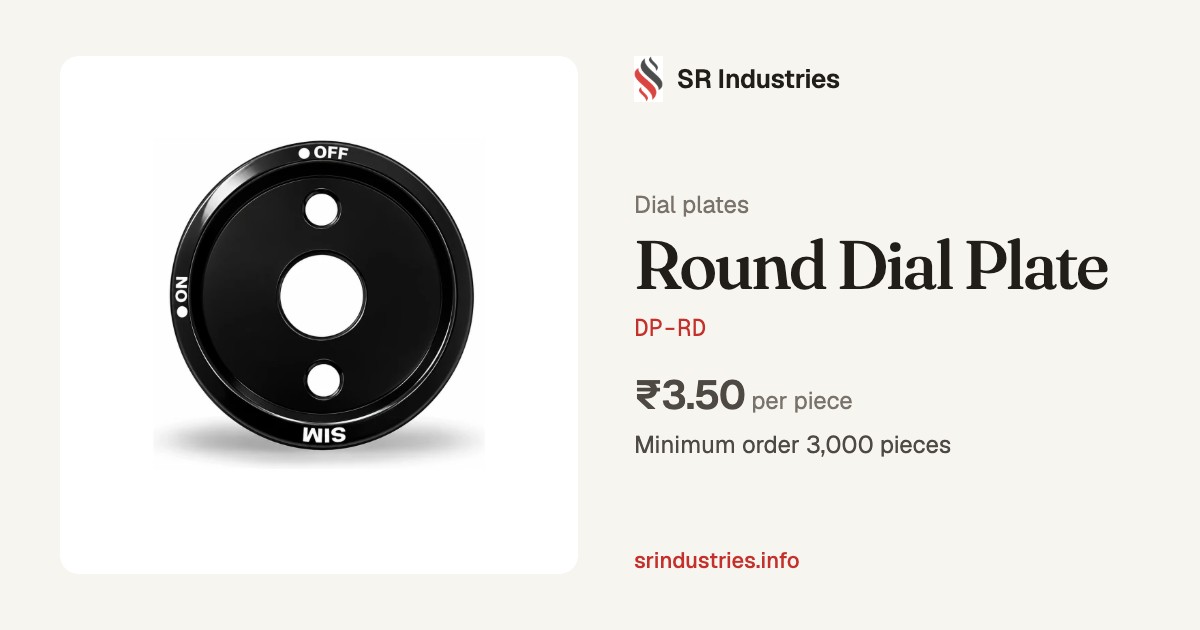 OFF
ON
SIM
SR Industries
Dial plates
Round Dial Plate
DP-RD
₹3.50 per piece
Minimum order 3,000 pieces
srindustries.info